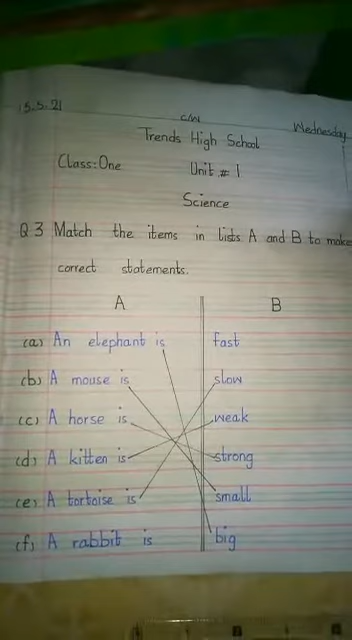 15.5.21
c/w
Wednesday
Trends High School
Class:One Unit # 1
Science
Q3 Match the items in lists A and B to make
correct statements.
A B
(a) An elephant is fast
(b) A mouse is slow
(c) A horse is weak
(d) A kitten is strong
(e) A tortoise is small
(f) A rabbit is big